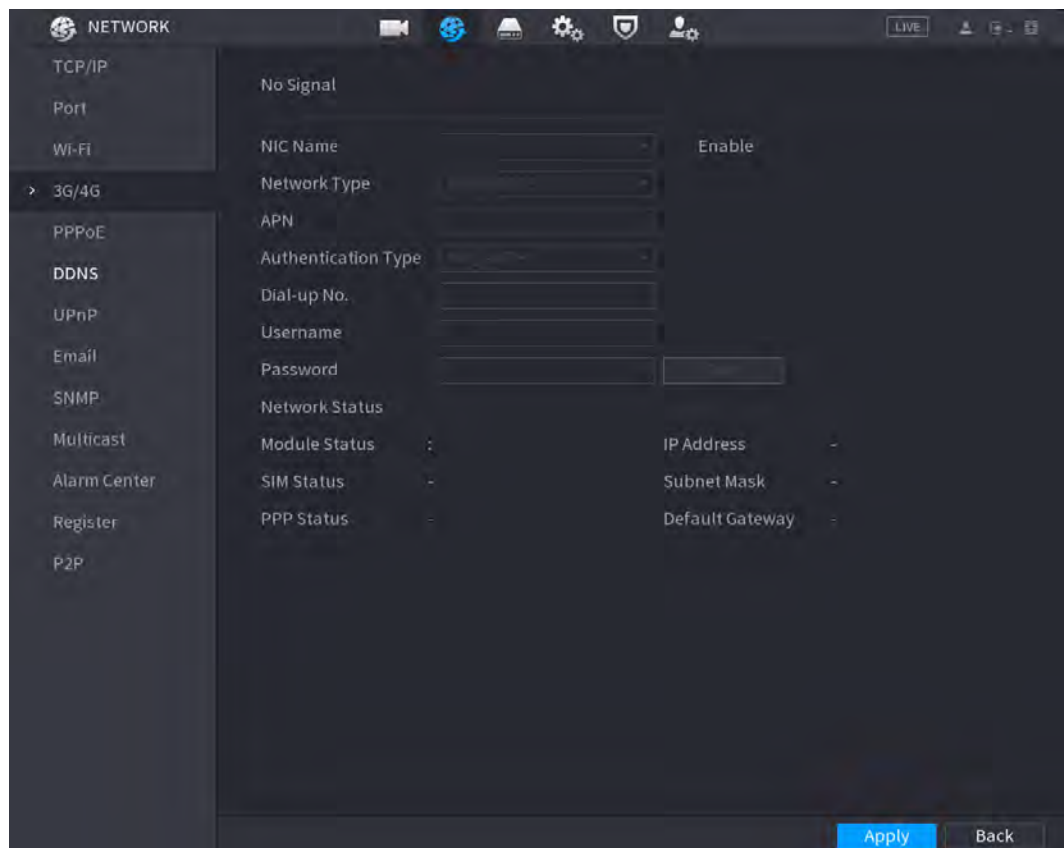 NETWORK LIVE
TCP/IP
Port
Wi-Fi
> 3G/4G
PPPoE
DDNS
UPnP
Email
SNMP
Multicast
Alarm Center
Register
P2P
No Signal
NIC Name Enable
Network Type
APN
Authentication Type
Dial-up No.
Username
Password
Network Status
Module Status : IP Address -
SIM Status - Subnet Mask -
PPP Status - Default Gateway -
Apply Back